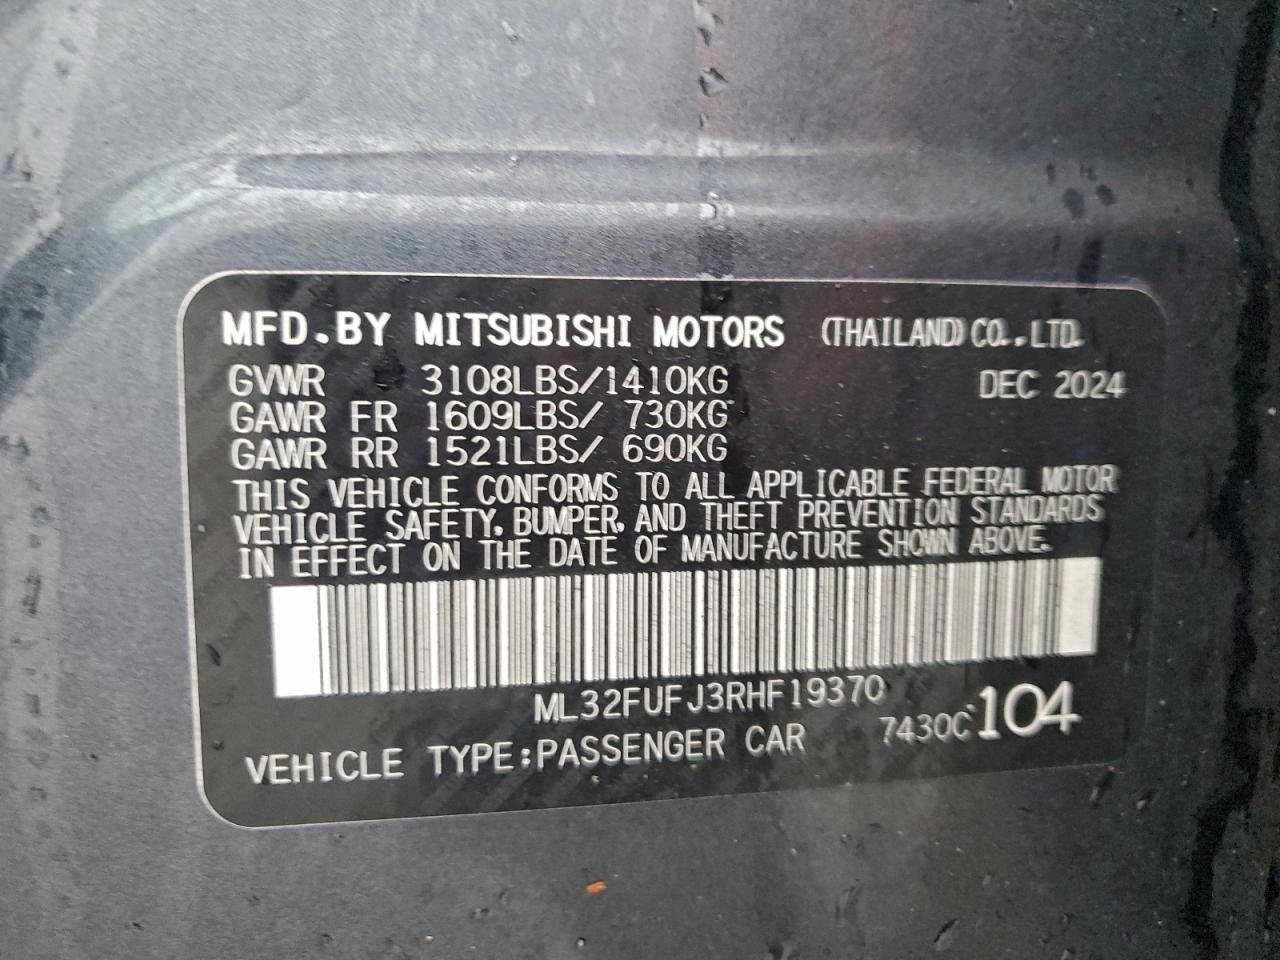 MFD.BY MITSUBISHI MOTORS (THAILAND) CO.,LTD.
GVWR 3108LBS/1410KG DEC 2024
GAWR FR 1609LBS/ 730KG
GAWR RR 1521LBS/ 690KG
THIS VEHICLE CONFORMS TO ALL APPLICABLE FEDERAL MOTOR
VEHICLE SAFETY, BUMPER, AND THEFT PREVENTION STANDARDS
IN EFFECT ON THE DATE OF MANUFACTURE SHOWN ABOVE.
ML32FUFJ3RHF19370
VEHICLE TYPE:PASSENGER CAR 7430C 104